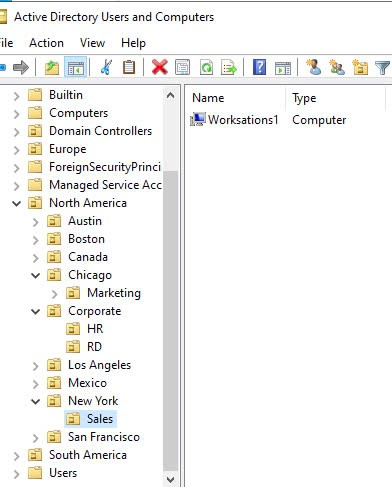 Active Directory Users and Computers
File Action View Help
Builtin
Computers
Domain Controllers
Europe
ForeignSecurityPrinci
Managed Service Acc
North America
Austin
Boston
Canada
Chicago
Marketing
Corporate
HR
RD
Los Angeles
Mexico
New York
Sales
San Francisco
South America
Users
Name Type
Worksations1 Computer